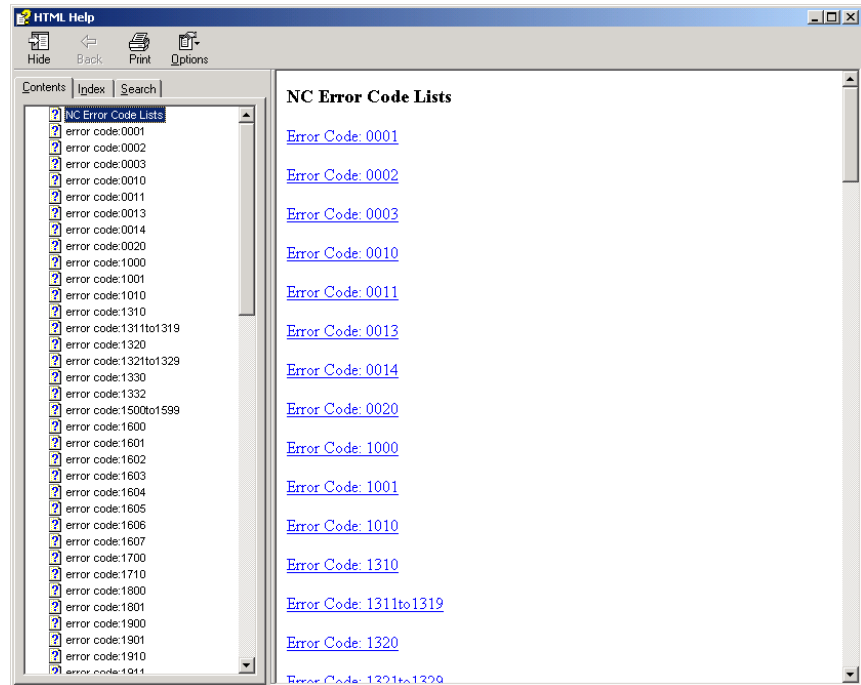 HTML Help
Hide Back Print Options
Contents Index Search
NC Error Code Lists
error code:0001
error code:0002
error code:0003
error code:0010
error code:0011
error code:0013
error code:0014
error code:0020
error code:1000
error code:1001
error code:1010
error code:1310
error code:1311to1319
error code:1320
error code:1321to1329
error code:1330
error code:1332
error code:1500to1599
error code:1600
error code:1601
error code:1602
error code:1603
error code:1604
error code:1605
error code:1606
error code:1607
error code:1700
error code:1710
error code:1800
error code:1801
error code:1900
error code:1901
error code:1910
error code:1911
NC Error Code Lists
Error Code: 0001
Error Code: 0002
Error Code: 0003
Error Code: 0010
Error Code: 0011
Error Code: 0013
Error Code: 0014
Error Code: 0020
Error Code: 1000
Error Code: 1001
Error Code: 1010
Error Code: 1310
Error Code: 1311to1319
Error Code: 1320
Error Code: 1321to1329